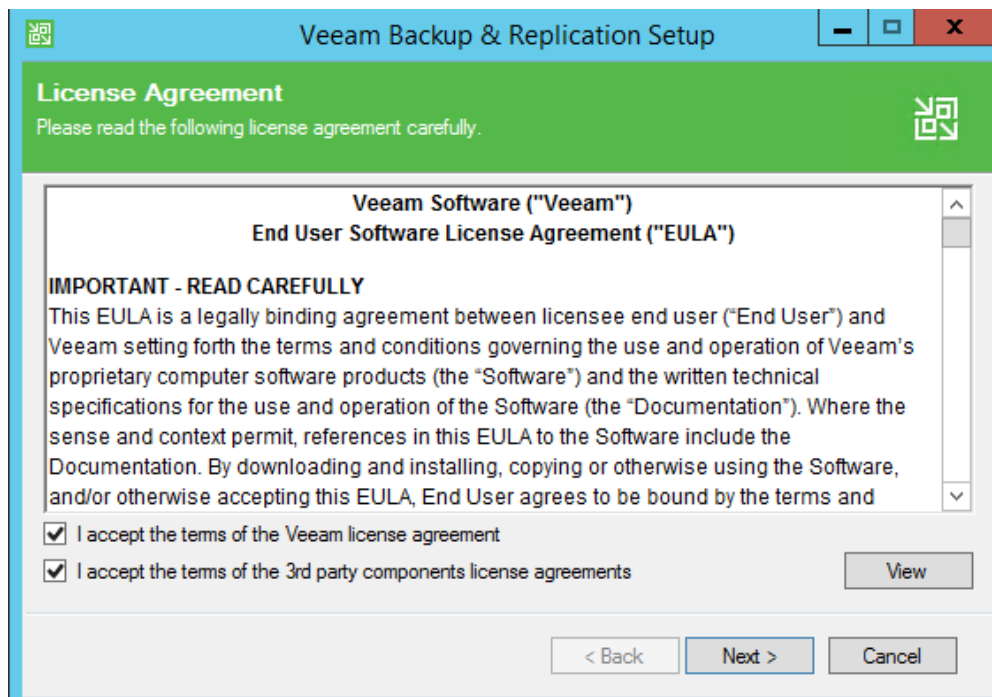 Veeam Backup & Replication Setup
License Agreement
Please read the following license agreement carefully.
Veeam Software ("Veeam")
End User Software License Agreement ("EULA")
IMPORTANT - READ CAREFULLY
This EULA is a legally binding agreement between licensee end user (“End User”) and
Veeam setting forth the terms and conditions governing the use and operation of Veeam’s
proprietary computer software products (the “Software”) and the written technical
specifications for the use and operation of the Software (the “Documentation”). Where the
sense and context permit, references in this EULA to the Software include the
Documentation. By downloading and installing, copying or otherwise using the Software,
and/or otherwise accepting this EULA, End User agrees to be bound by the terms and
I accept the terms of the Veeam license agreement
I accept the terms of the 3rd party components license agreements
View
< Back
Next >
Cancel